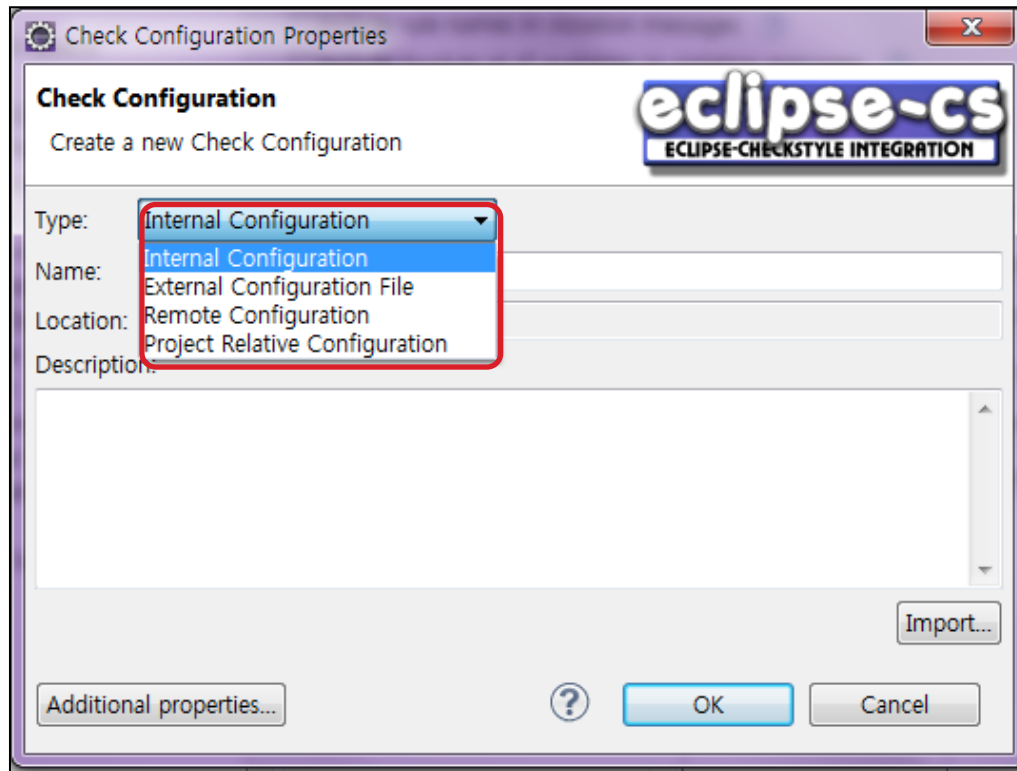 Check Configuration Properties
Check Configuration
Create a new Check Configuration
eclipse-cs
ECLIPSE-CHECKSTYLE INTEGRATION
Type:
Internal Configuration
Internal Configuration
External Configuration File
Remote Configuration
Project Relative Configuration
Name:
Location:
Description:
Import...
Additional properties...
?
OK
Cancel